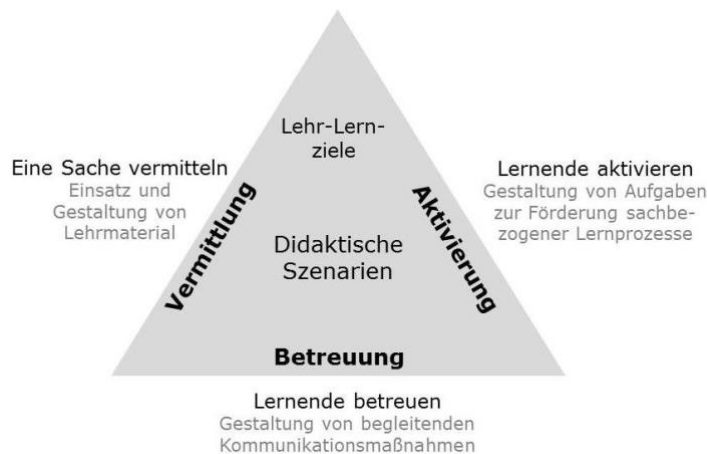 Lehr-Lern-
ziele
Eine Sache vermitteln
Einsatz und
Gestaltung von
Lehrmaterial
Vermittlung
Didaktische
Szenarien
Aktivierung
Lernende aktivieren
Gestaltung von Aufgaben
zur Förderung sachbe-
zogener Lernprozesse
Betreuung
Lernende betreuen
Gestaltung von begleitenden
Kommunikationsmaßnahmen